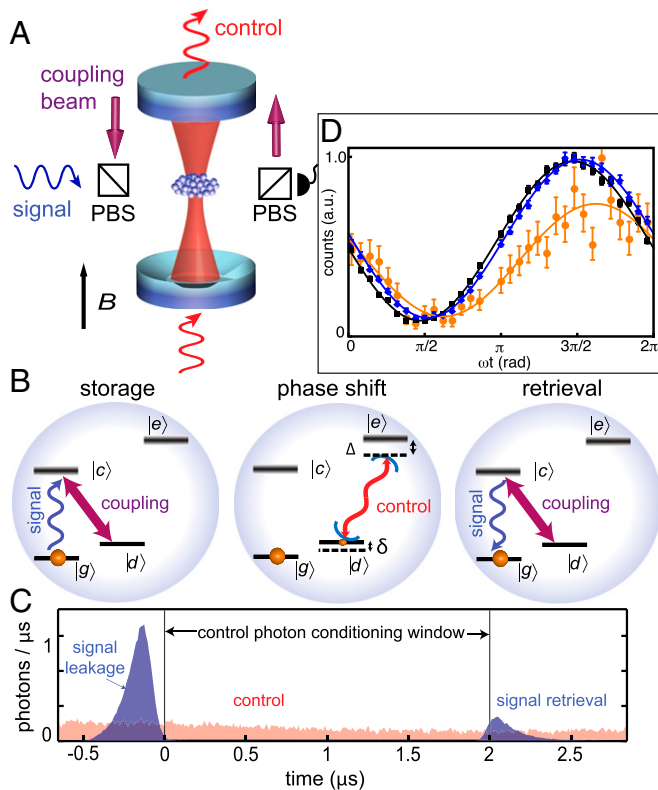 A
control
coupling
beam
signal
PBS
PBS
B
D
counts (a.u.)
1.0
0
0
π/2
π
3π/2
2π
ωt (rad)
B
storage
phase shift
retrieval
|e⟩
|c⟩
signal
coupling
|g⟩
|d⟩
|e⟩
Δ
|c⟩
control
|g⟩
|d⟩
δ
|e⟩
|c⟩
signal
coupling
|g⟩
|d⟩
C
photons / μs
1
0
signal
leakage
control photon conditioning window
control
signal retrieval
-0.5
0
0.5
1
1.5
2
2.5
time (μs)